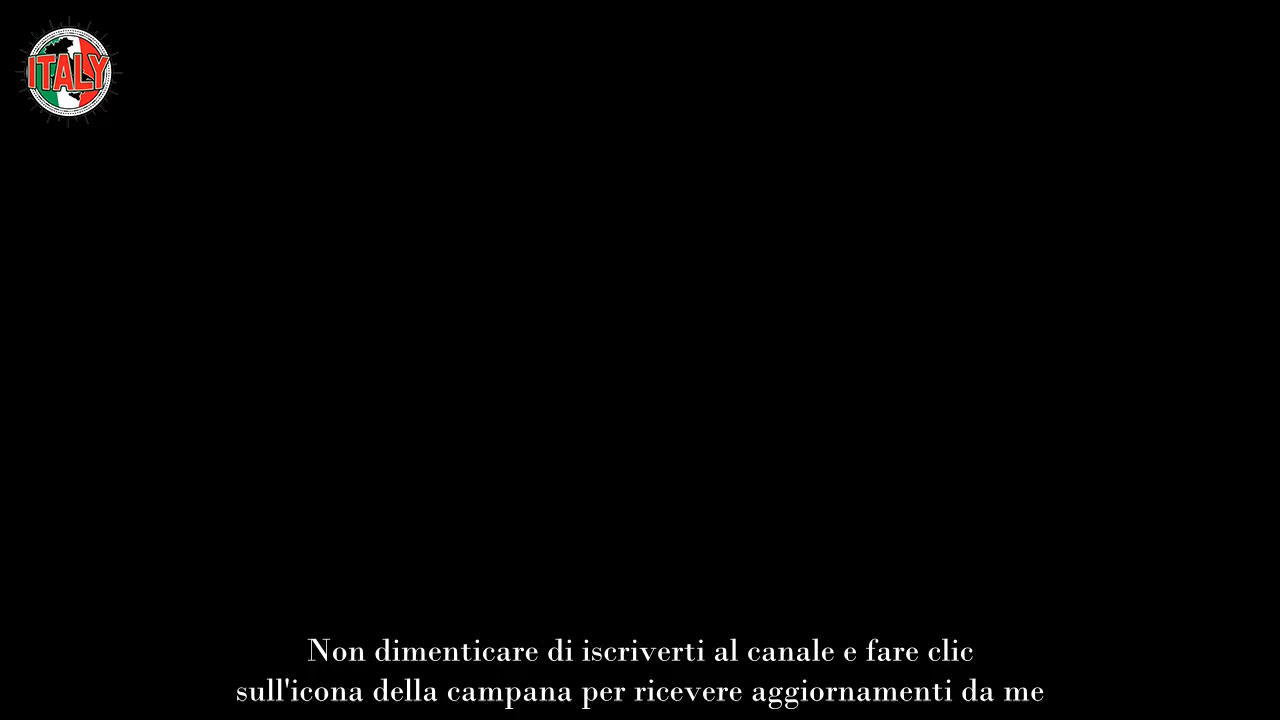 ITALY
Non dimenticare di iscriverti al canale e fare clic
sull'icona della campana per ricevere aggiornamenti da me